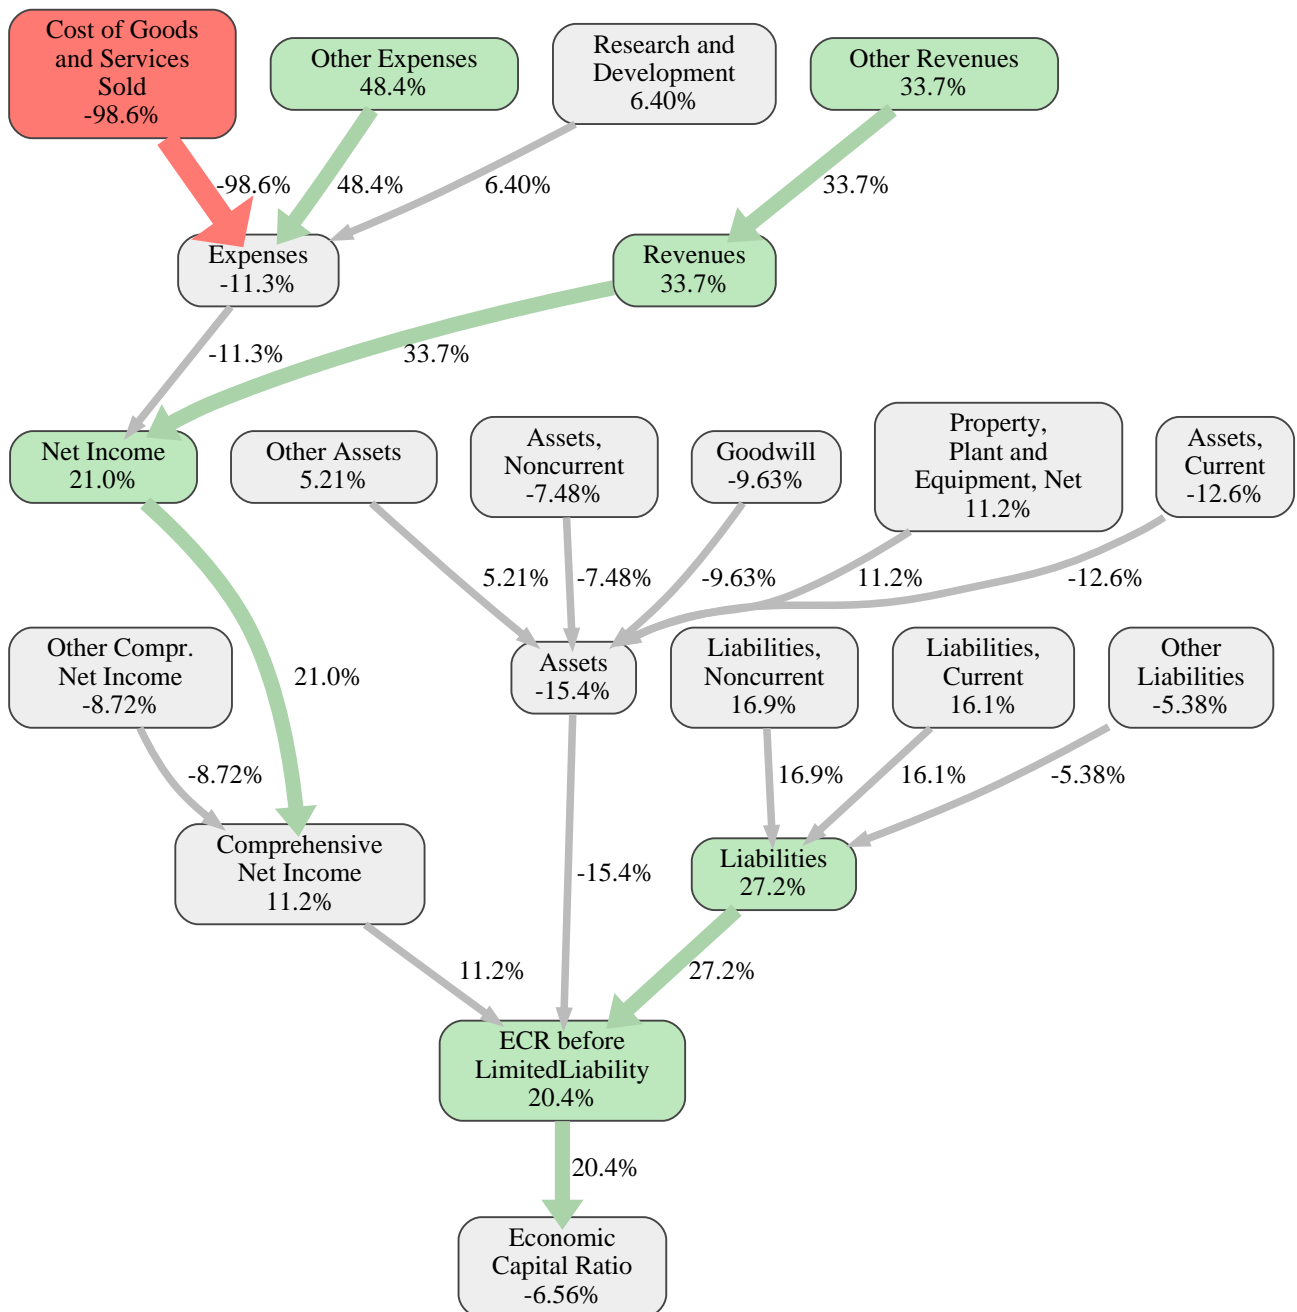 Cost of Goods
and Services
Sold
-98.6%
Other Expenses
48.4%
Research and
Development
6.40%
Other Revenues
33.7%
-98.6%
48.4%
6.40%
33.7%
Expenses
-11.3%
Revenues
33.7%
-11.3%
33.7%
Net Income
21.0%
Other Assets
5.21%
Assets,
Noncurrent
-7.48%
Goodwill
-9.63%
Property,
Plant and
Equipment, Net
11.2%
Assets,
Current
-12.6%
5.21%
-7.48%
-9.63%
11.2%
-12.6%
Other Compr.
Net Income
-8.72%
21.0%
Assets
-15.4%
Liabilities,
Noncurrent
16.9%
Liabilities,
Current
16.1%
Other
Liabilities
-5.38%
-8.72%
16.9%
16.1%
-5.38%
Comprehensive
Net Income
11.2%
-15.4%
Liabilities
27.2%
11.2%
27.2%
ECR before
LimitedLiability
20.4%
20.4%
Economic
Capital Ratio
-6.56%